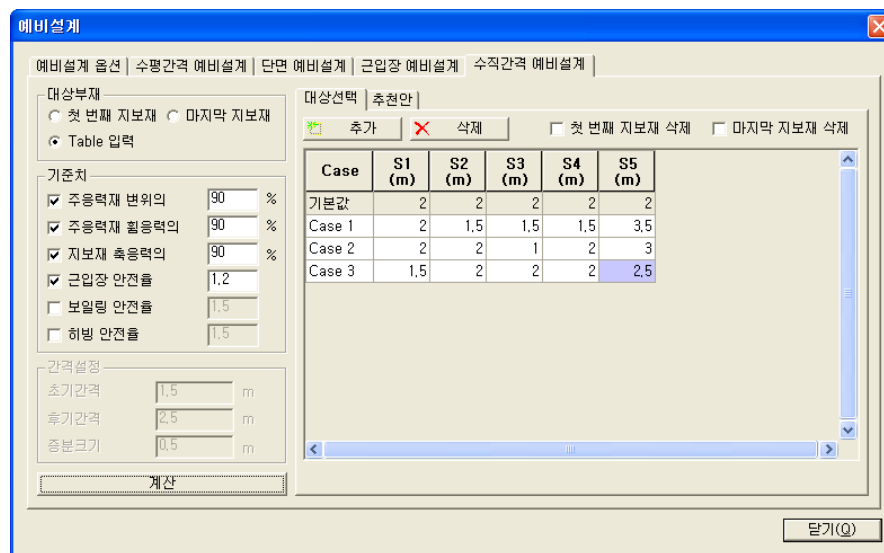 예비설계
예비설계 옵션 수평간격 예비설계 단면 예비설계 근입장 예비설계 수직간격 예비설계
대상부재
첫 번째 지보재 마지막 지보재
Table 입력
기준치
주응력재 변위의 90 %
주응력재 휨응력의 90 %
지보재 축응력의 90 %
근입장 안전율 1.2
보일링 안전율 1.5
히빙 안전율 1.5
간격설정
초기간격 1.5 m
후기간격 2.5 m
증분크기 0.5 m
계산
대상선택 추천안
추가 삭제 첫 번째 지보재 삭제 마지막 지보재 삭제
Case S1 (m) S2 (m) S3 (m) S4 (m) S5 (m)
기본값 2 2 2 2 2
Case 1 2 1.5 1.5 1.5 3.5
Case 2 2 2 1 2 3
Case 3 1.5 2 2 2 2.5
닫기(Q)